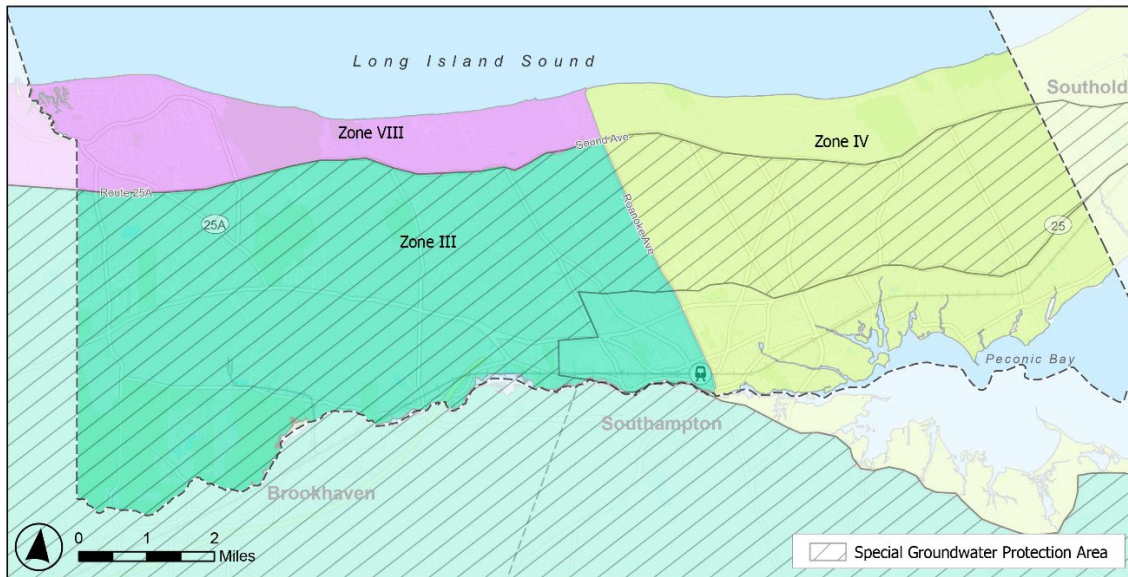 Long Island Sound
Southold
Zone VIII
Sound Ave
Zone IV
Route 25A
25A
Roanoke Ave
25
Zone III
Peconic Bay
Southampton
Brookhaven
0 1 2
Miles
Special Groundwater Protection Area